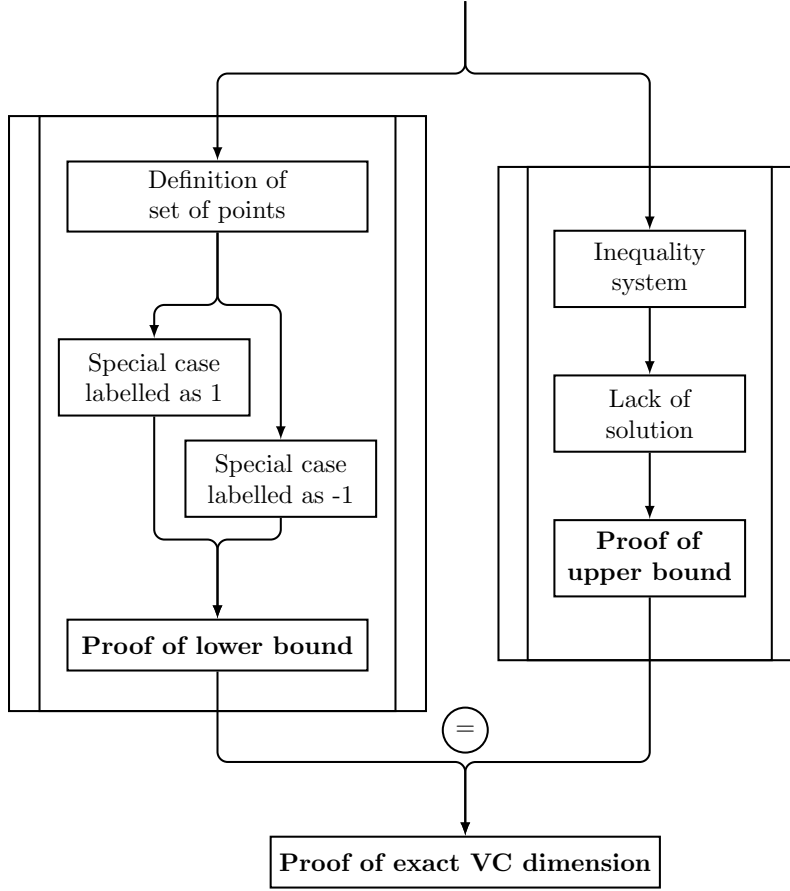 Definition of
set of points
Special case
labelled as 1
Special case
labelled as -1
Proof of lower bound
Inequality
system
Lack of
solution
Proof of
upper bound
=
Proof of exact VC dimension